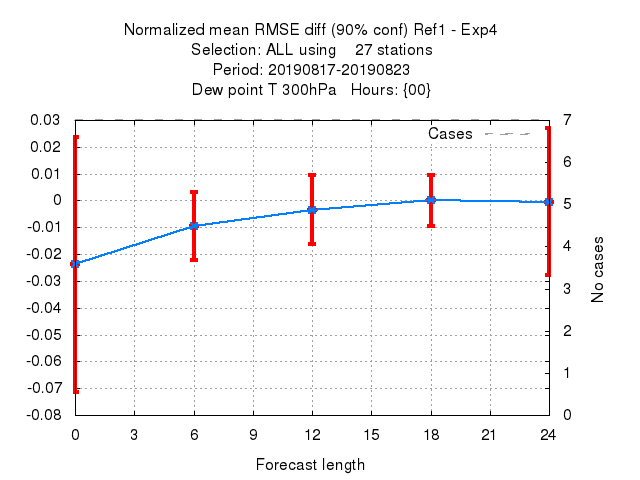 Normalized mean RMSE diff (90% conf) Ref1 - Exp4
Selection: ALL using 27 stations
Period: 20190817-20190823
Dew point T 300hPa Hours: {00}
Cases
0.03
0.02
0.01
0
-0.01
-0.02
-0.03
-0.04
-0.05
-0.06
-0.07
-0.08
7
6
5
4
3
2
1
0
No cases
0 3 6 9 12 15 18 21 24
Forecast length